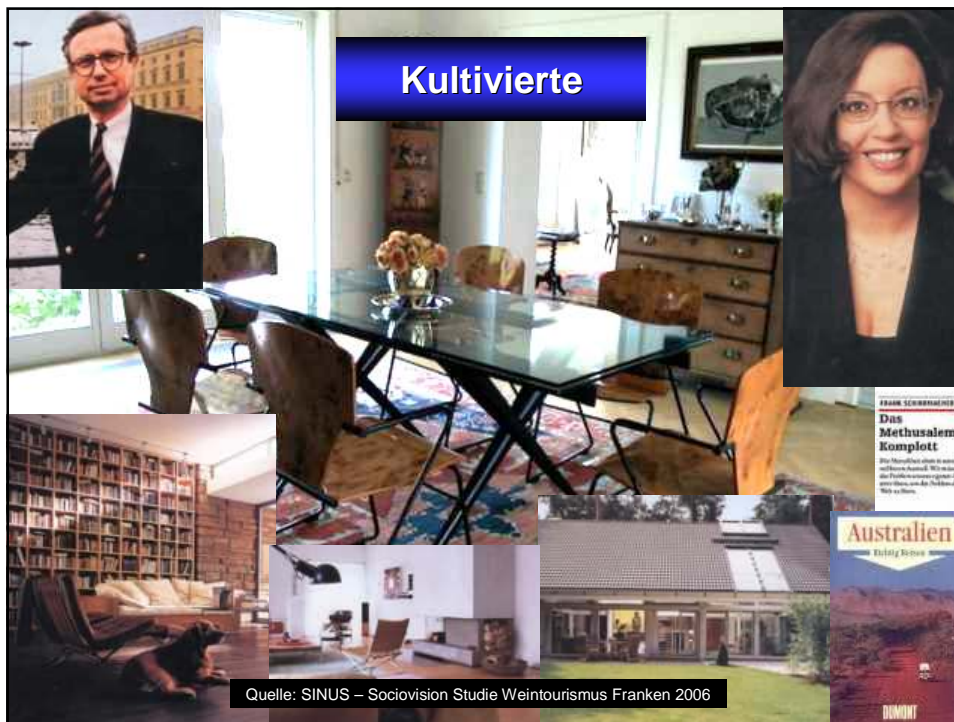 Kultivierte
FRANK SCHIRRMACHER
Das
Methusalem
Komplott
Australien
Richtig Reisen
DUMONT
Quelle: SINUS – Sociovision Studie Weintourismus Franken 2006